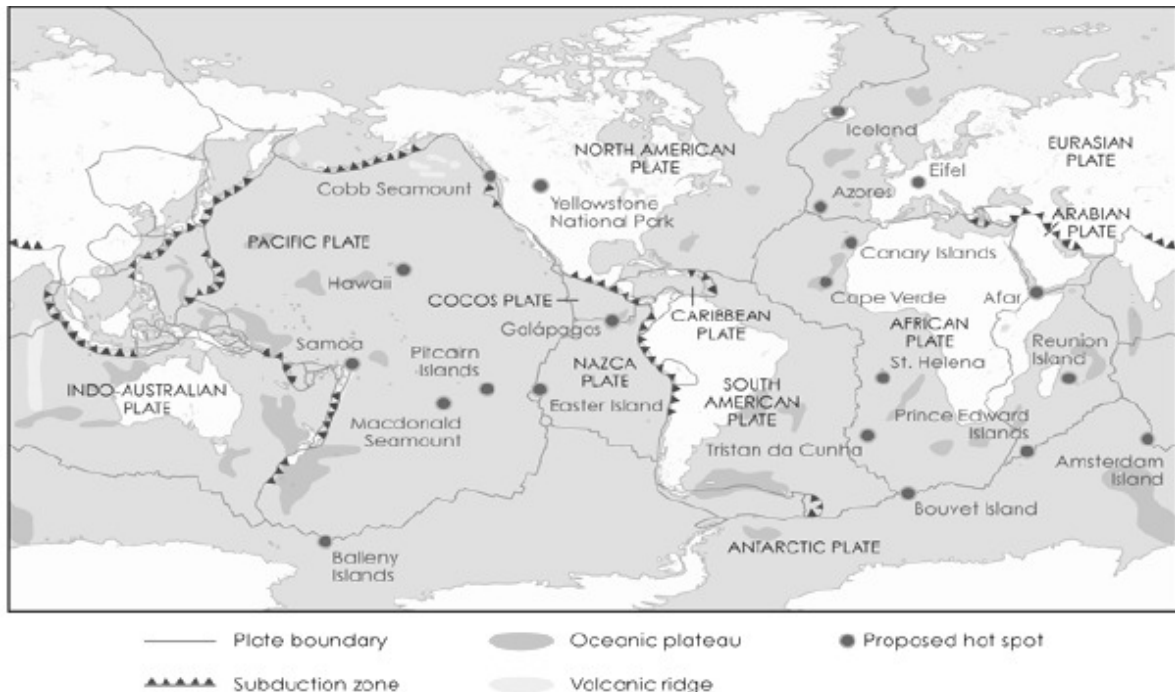 Iceland
NORTH AMERICAN
PLATE
EURASIAN
PLATE
Eifel
Cobb Seamount
Yellowstone
National Park
Azores
ARABIAN
PLATE
PACIFIC PLATE
Canary Islands
Hawaii
COCOS PLATE
Cape Verde
Afar
Galápagos
CARIBBEAN
PLATE
AFRICAN
PLATE
Samoa
Pitcairn
Islands
NAZCA
PLATE
St. Helena
Reunion
Island
INDO-AUSTRALIAN
PLATE
Easter Island
SOUTH
AMERICAN
PLATE
Macdonald
Seamount
Prince Edward
Islands
Tristan da Cunha
Amsterdam
Island
Bouvet Island
Balleny
Islands
ANTARCTIC PLATE
Plate boundary
Oceanic plateau
Proposed hot spot
Subduction zone
Volcanic ridge